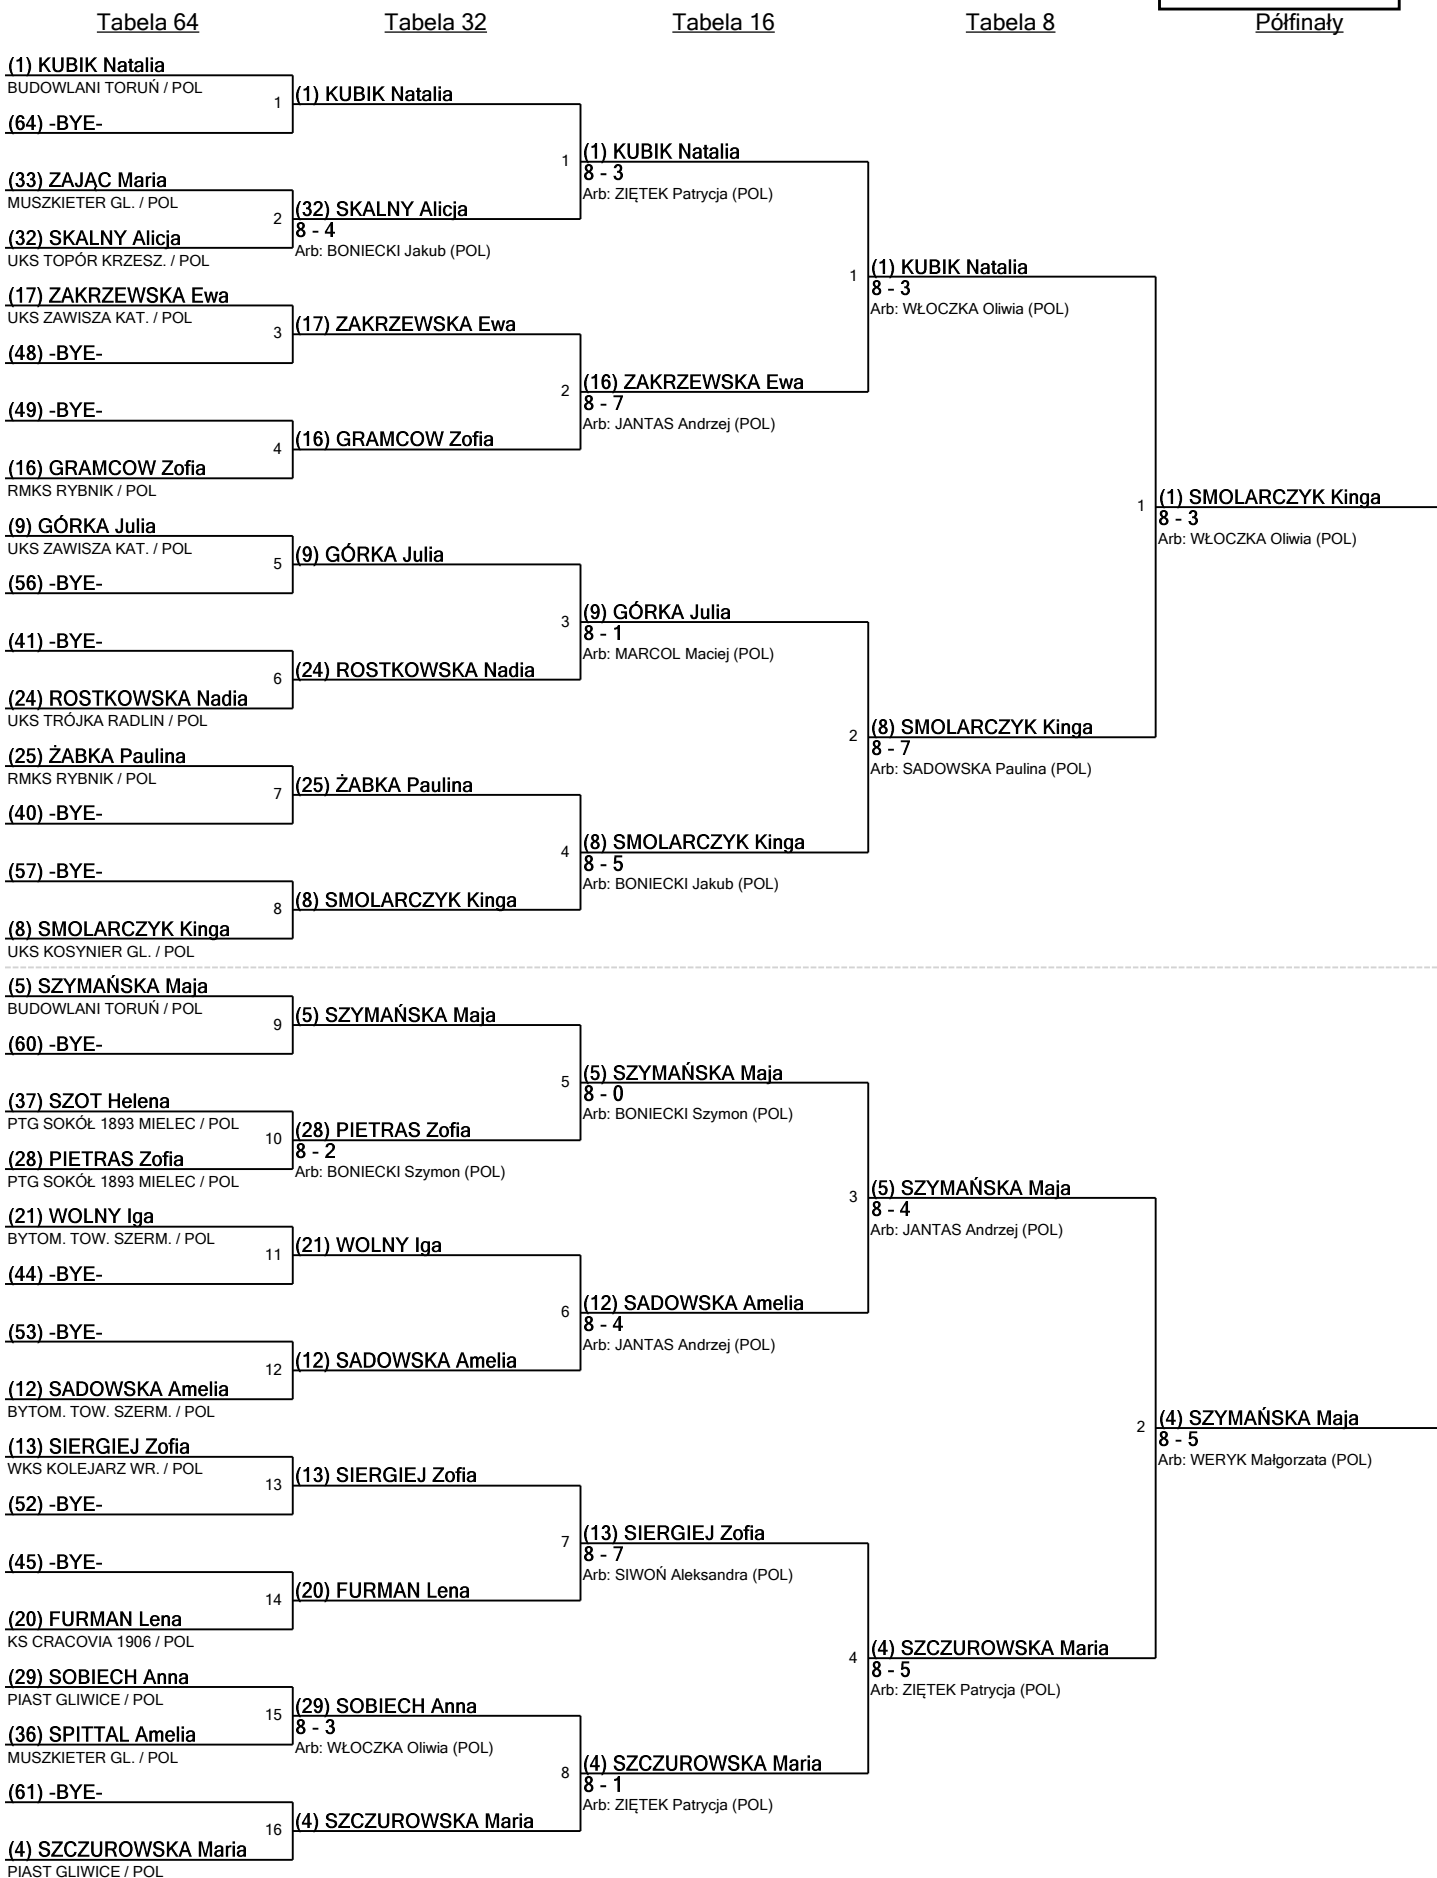 Tabela 64
Tabela 32
Tabela 16
Tabela 8
Półfinały
(1) KUBIK Natalia
BUDOWLANI TORUŃ / POL
(64) -BYE-
1
(33) ZAJĄC Maria
MUSZKIETER GL. / POL
(32) SKALNY Alicja
UKS TOPÓR KRZESZ. / POL
2
(17) ZAKRZEWSKA Ewa
UKS ZAWISZA KAT. / POL
(48) -BYE-
3
(49) -BYE-
(16) GRAMCOW Zofia
RMKS RYBNIK / POL
4
(9) GÓRKA Julia
UKS ZAWISZA KAT. / POL
(56) -BYE-
5
(41) -BYE-
(24) ROSTKOWSKA Nadia
UKS TRÓJKA RADLIN / POL
6
(25) ŻABKA Paulina
RMKS RYBNIK / POL
(40) -BYE-
7
(57) -BYE-
(8) SMOLARCZYK Kinga
UKS KOSYNIER GL. / POL
8
(5) SZYMAŃSKA Maja
BUDOWLANI TORUŃ / POL
(60) -BYE-
9
(37) SZOT Helena
PTG SOKÓŁ 1893 MIELEC / POL
(28) PIETRAS Zofia
PTG SOKÓŁ 1893 MIELEC / POL
10
(21) WOLNY Iga
BYTOM. TOW. SZERM. / POL
(44) -BYE-
11
(53) -BYE-
(12) SADOWSKA Amelia
BYTOM. TOW. SZERM. / POL
12
(13) SIERGIEJ Zofia
WKS KOLEJARZ WR. / POL
(52) -BYE-
13
(45) -BYE-
(20) FURMAN Lena
KS CRACOVIA 1906 / POL
14
(29) SOBIECH Anna
PIAST GLIWICE / POL
(36) SPITTAL Amelia
MUSZKIETER GL. / POL
15
(61) -BYE-
(4) SZCZUROWSKA Maria
PIAST GLIWICE / POL
16
(1) KUBIK Natalia
(32) SKALNY Alicja
8 - 4
Arb: BONIECKI Jakub (POL)
1
(17) ZAKRZEWSKA Ewa
(16) GRAMCOW Zofia
2
(9) GÓRKA Julia
(24) ROSTKOWSKA Nadia
3
(25) ŻABKA Paulina
(8) SMOLARCZYK Kinga
4
(5) SZYMAŃSKA Maja
(28) PIETRAS Zofia
8 - 2
Arb: BONIECKI Szymon (POL)
5
(21) WOLNY Iga
(12) SADOWSKA Amelia
6
(13) SIERGIEJ Zofia
(20) FURMAN Lena
7
(29) SOBIECH Anna
8 - 3
Arb: WŁOCZKA Oliwia (POL)
(4) SZCZUROWSKA Maria
8
(1) KUBIK Natalia
8 - 3
Arb: ZIĘTEK Patrycja (POL)
(16) ZAKRZEWSKA Ewa
8 - 7
Arb: JANTAS Andrzej (POL)
1
(9) GÓRKA Julia
8 - 1
Arb: MARCOL Maciej (POL)
(8) SMOLARCZYK Kinga
8 - 5
Arb: BONIECKI Jakub (POL)
2
(5) SZYMAŃSKA Maja
8 - 0
Arb: BONIECKI Szymon (POL)
(12) SADOWSKA Amelia
8 - 4
Arb: JANTAS Andrzej (POL)
3
(13) SIERGIEJ Zofia
8 - 7
Arb: SIWOŃ Aleksandra (POL)
(4) SZCZUROWSKA Maria
8 - 1
Arb: ZIĘTEK Patrycja (POL)
4
(1) KUBIK Natalia
8 - 3
Arb: WŁOCZKA Oliwia (POL)
(8) SMOLARCZYK Kinga
8 - 7
Arb: SADOWSKA Paulina (POL)
1
(5) SZYMAŃSKA Maja
8 - 4
Arb: JANTAS Andrzej (POL)
(4) SZCZUROWSKA Maria
8 - 5
Arb: ZIĘTEK Patrycja (POL)
2
(1) SMOLARCZYK Kinga
8 - 3
Arb: WŁOCZKA Oliwia (POL)
(4) SZYMAŃSKA Maja
8 - 5
Arb: WERYK Małgorzata (POL)